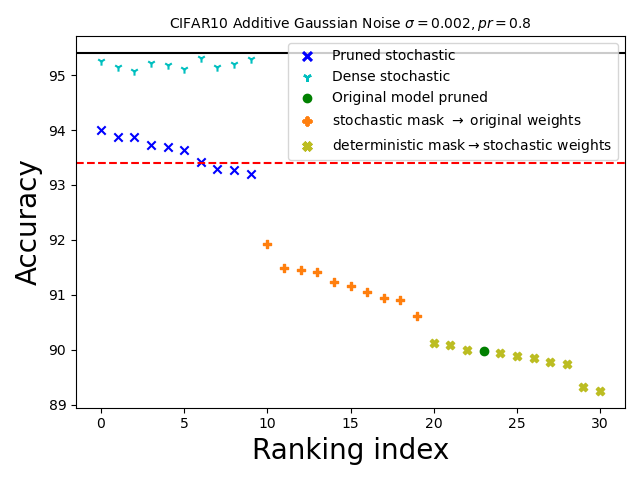 CIFAR10 Additive Gaussian Noise σ = 0.002, pr = 0.8
Pruned stochastic
Dense stochastic
Original model pruned
stochastic mask → original weights
deterministic mask→stochastic weights
Accuracy
95
94
93
92
91
90
89
0 5 10 15 20 25 30
Ranking index